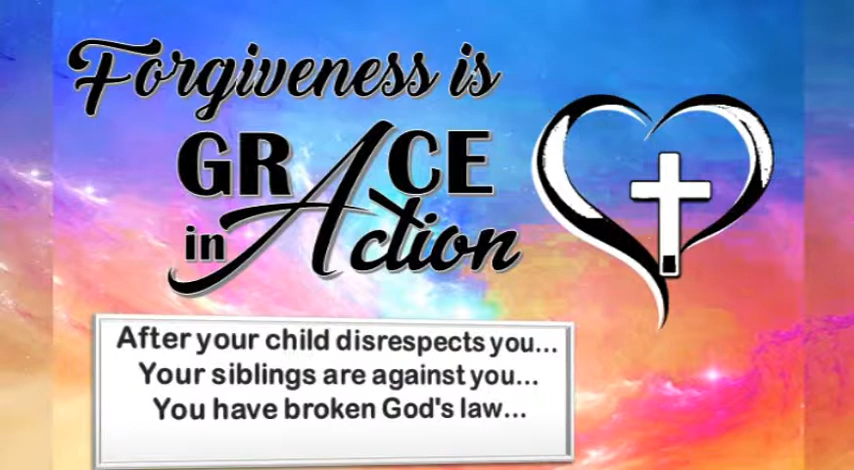 Forgiveness is
GRACE
in Action
After your child disrespects you...
Your siblings are against you...
You have broken God's law...